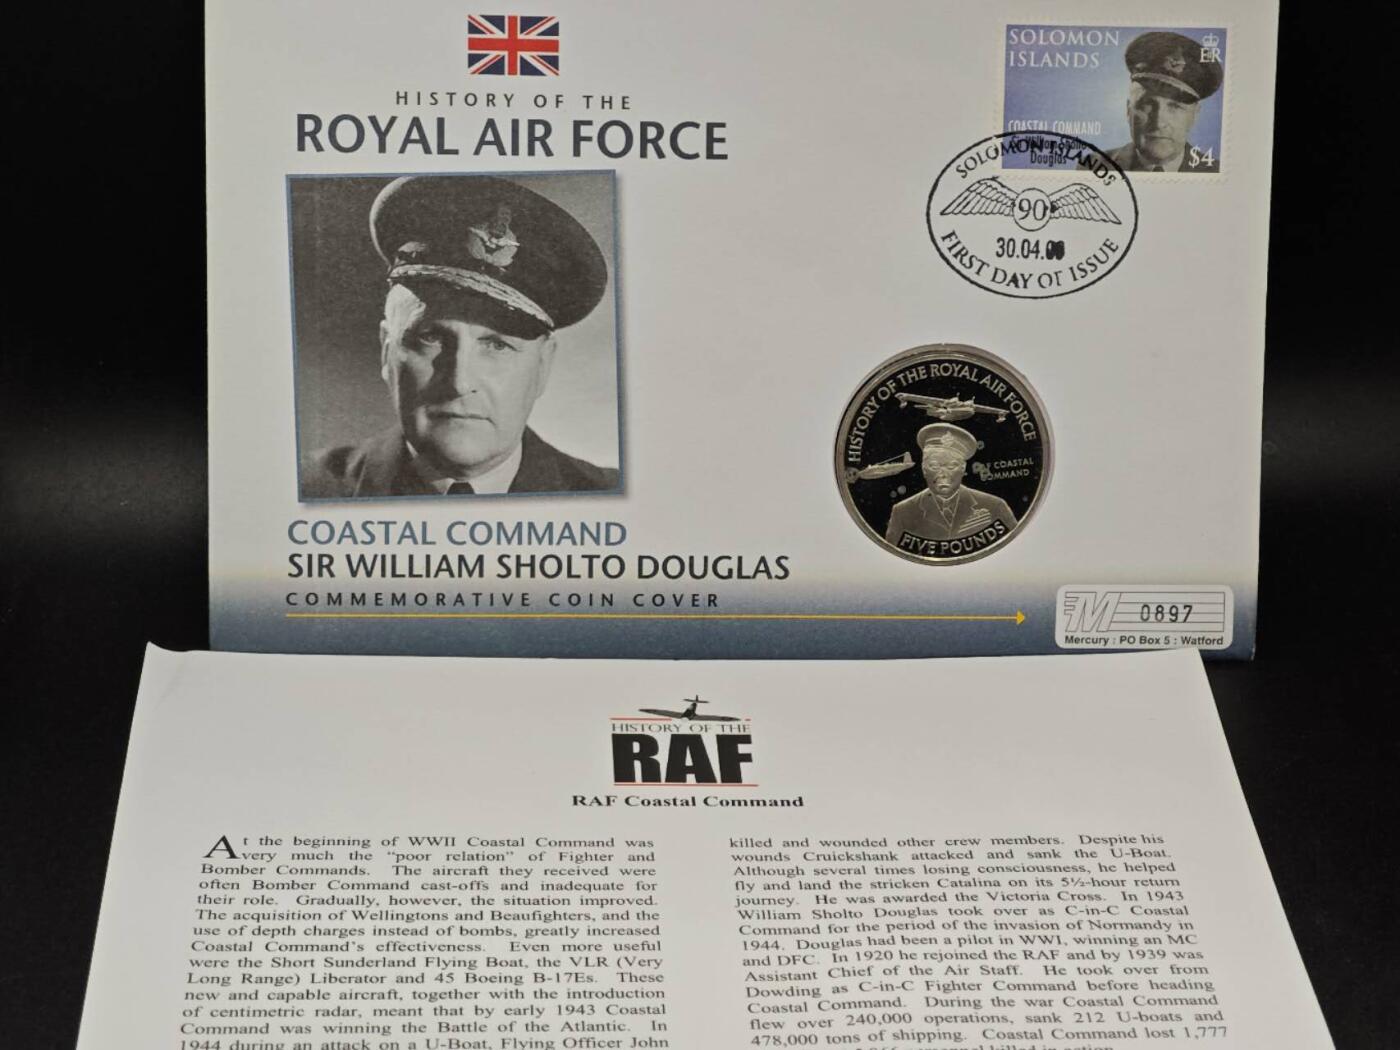 HISTORY OF THE
ROYAL AIR FORCE
COASTAL COMMAND
SIR WILLIAM SHOLTO DOUGLAS
COMMEMORATIVE COIN COVER
SOLOMON
ISLANDS
ER
COASTAL COMMAND
Douglas
$4
SOLOMON ISLANDS
90
30.04.
FIRST DAY OF ISSUE
HISTORY OF THE ROYAL AIR FORCE
COASTAL
COMMAND
FIVE POUNDS
M 0897
Mercury : PO Box 5 : Watford
HISTORY OF THE
RAF
RAF Coastal Command
At the beginning of WWII Coastal Command was
very much the "poor relation" of Fighter and
Bomber Commands. The aircraft they received were
often Bomber Command cast-offs and inadequate for
their role. Gradually, however, the situation improved.
The acquisition of Wellingtons and Beaufighters, and the
use of depth charges instead of bombs, greatly increased
Coastal Command's effectiveness. Even more useful
were the Short Sunderland Flying Boat, the VLR (Very
Long Range) Liberator and 45 Boeing B-17Es. These
new and capable aircraft, together with the introduction
of centimetric radar, meant that by early 1943 Coastal
Command was winning the Battle of the Atlantic. In
1944 during an attack on a U-Boat, Flying Officer John
killed and wounded other crew members. Despite his
wounds Cruickshank attacked and sank the U-Boat.
Although several times losing consciousness, he helped
fly and land the stricken Catalina on its 5½-hour return
journey. He was awarded the Victoria Cross. In 1943
William Sholto Douglas took over as C-in-C Coastal
Command for the period of the invasion of Normandy in
1944. Douglas had been a pilot in WWI, winning an MC
and DFC. In 1920 he rejoined the RAF and by 1939 was
Assistant Chief of the Air Staff. He took over from
Dowding as C-in-C Fighter Command before heading
Coastal Command. During the war Coastal Command
flew over 240,000 operations, sank 212 U-boats and
478,000 tons of shipping. Coastal Command lost 1,777
personnel killed in action